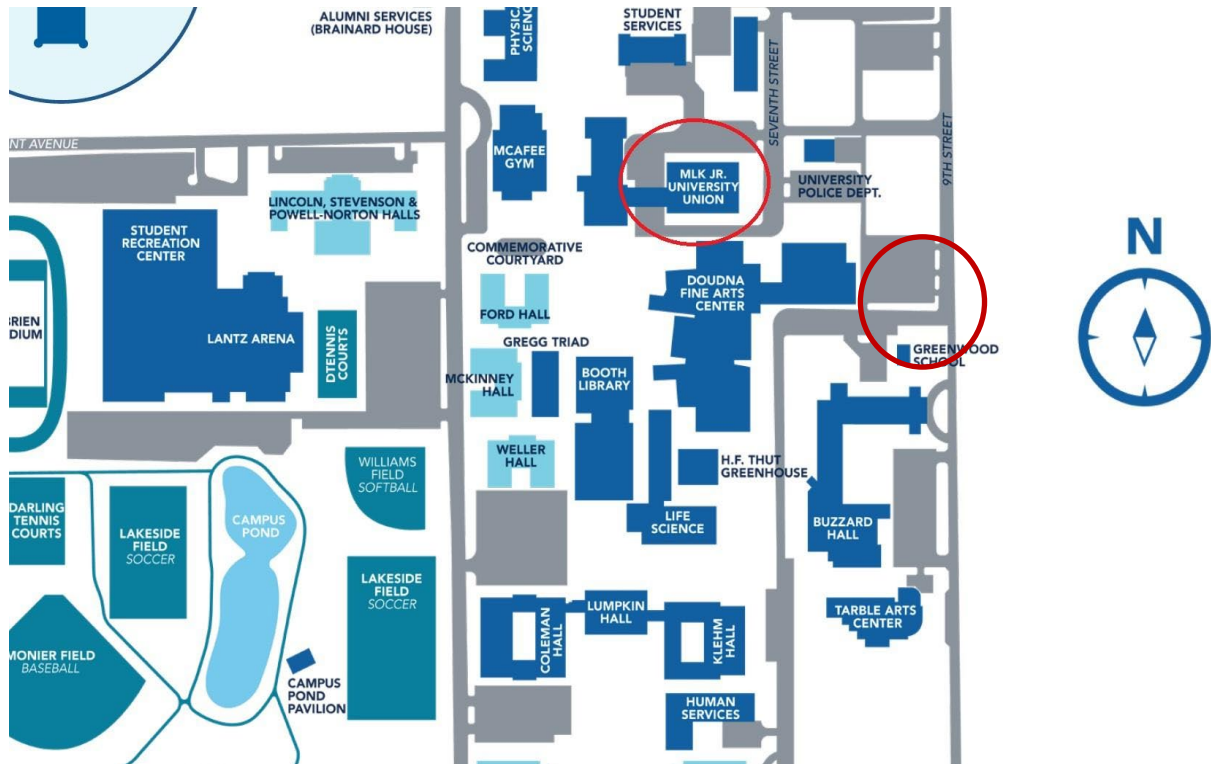 ALUMNI SERVICES
(BRAINARD HOUSE)
PHYSICAL
SCIENCE
STUDENT
SERVICES
SEVENTH STREET
9TH STREET
NT AVENUE
MCAFEE
GYM
MLK JR.
UNIVERSITY
UNION
UNIVERSITY
POLICE DEPT.
LINCOLN, STEVENSON &
POWELL-NORTON HALLS
STUDENT
RECREATION
CENTER
COMMEMORATIVE
COURTYARD
N
DOUDNA
FINE ARTS
CENTER
FORD HALL
BRIEN
DIUM
LANTZ ARENA
DTENNIS
COURTS
GREGG TRIAD
GREENWOOD
SCHOOL
MCKINNEY
HALL
BOOTH
LIBRARY
WELLER
HALL
WILLIAMS
FIELD
SOFTBALL
H.F. THUT
GREENHOUSE
DARLING
TENNIS
COURTS
LAKESIDE
FIELD
SOCCER
CAMPUS
POND
LIFE
SCIENCE
BUZZARD
HALL
LAKESIDE
FIELD
SOCCER
COLEMAN
HALL
LUMPKIN
HALL
KLEHM
HALL
TARBLE ARTS
CENTER
MONIER FIELD
BASEBALL
CAMPUS
POND
PAVILION
HUMAN
SERVICES